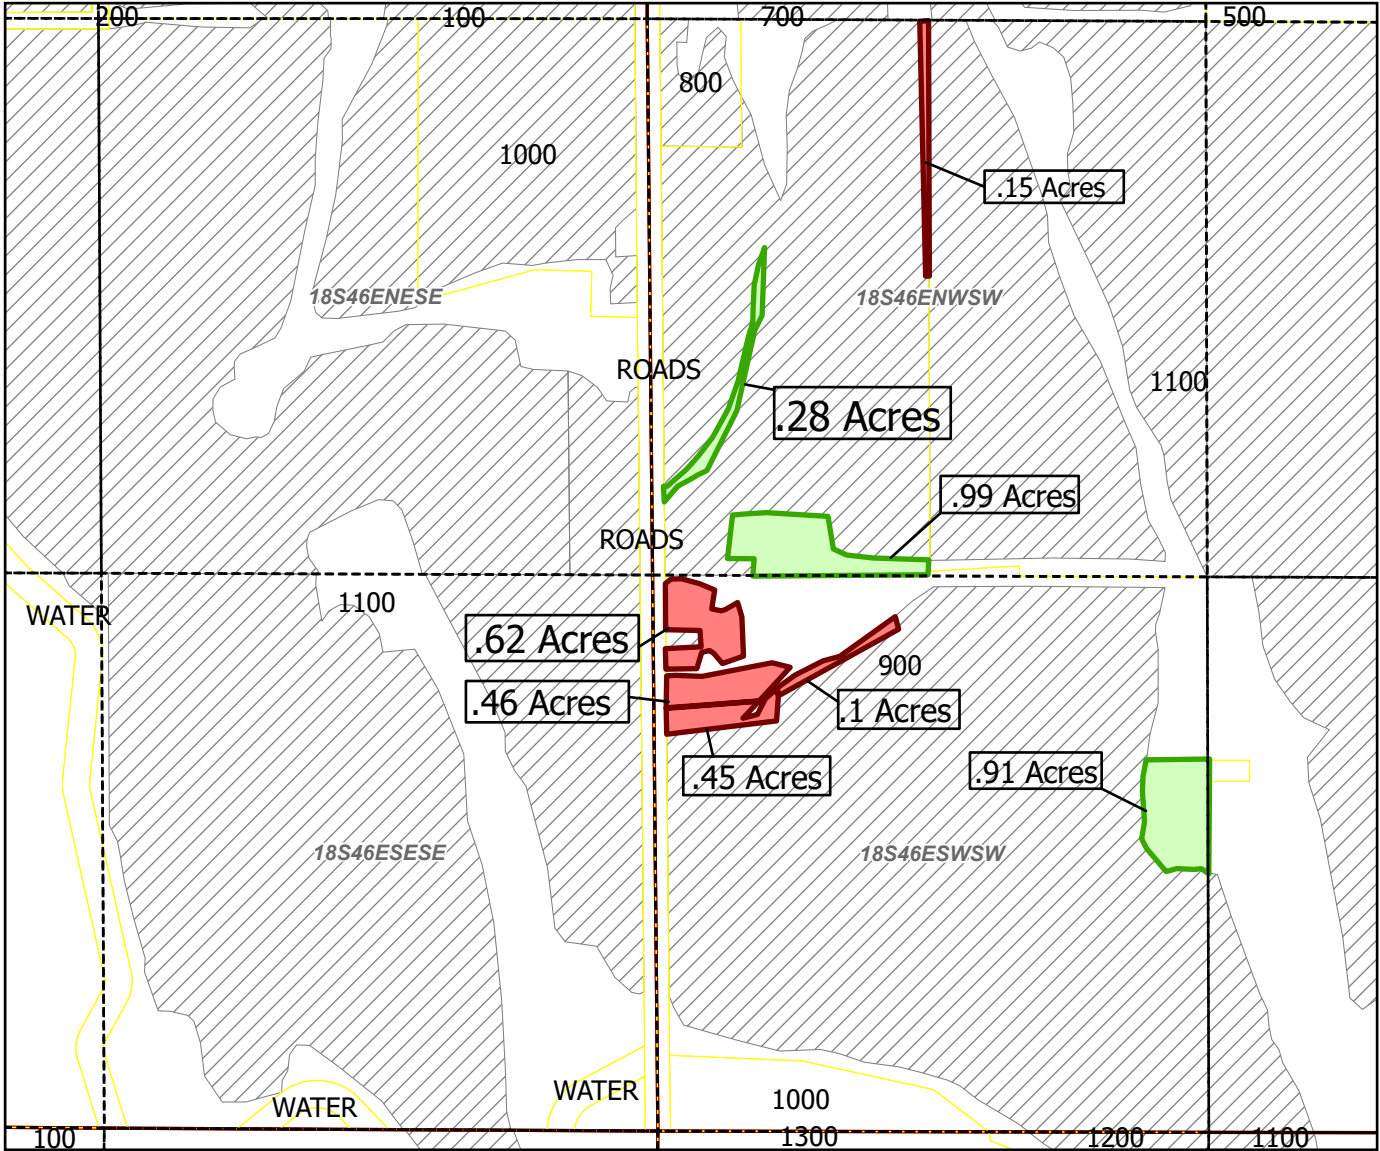 200
100
700
500
800
1000
.15 Acres
18S46ENESE
18S46ENWSW
ROADS
1100
.28 Acres
.99 Acres
ROADS
1100
WATER
.62 Acres
900
.46 Acres
.1 Acres
.45 Acres
.91 Acres
18S46ESESE
18S46ESWSW
WATER
1000
WATER
100
1300
1200
1100